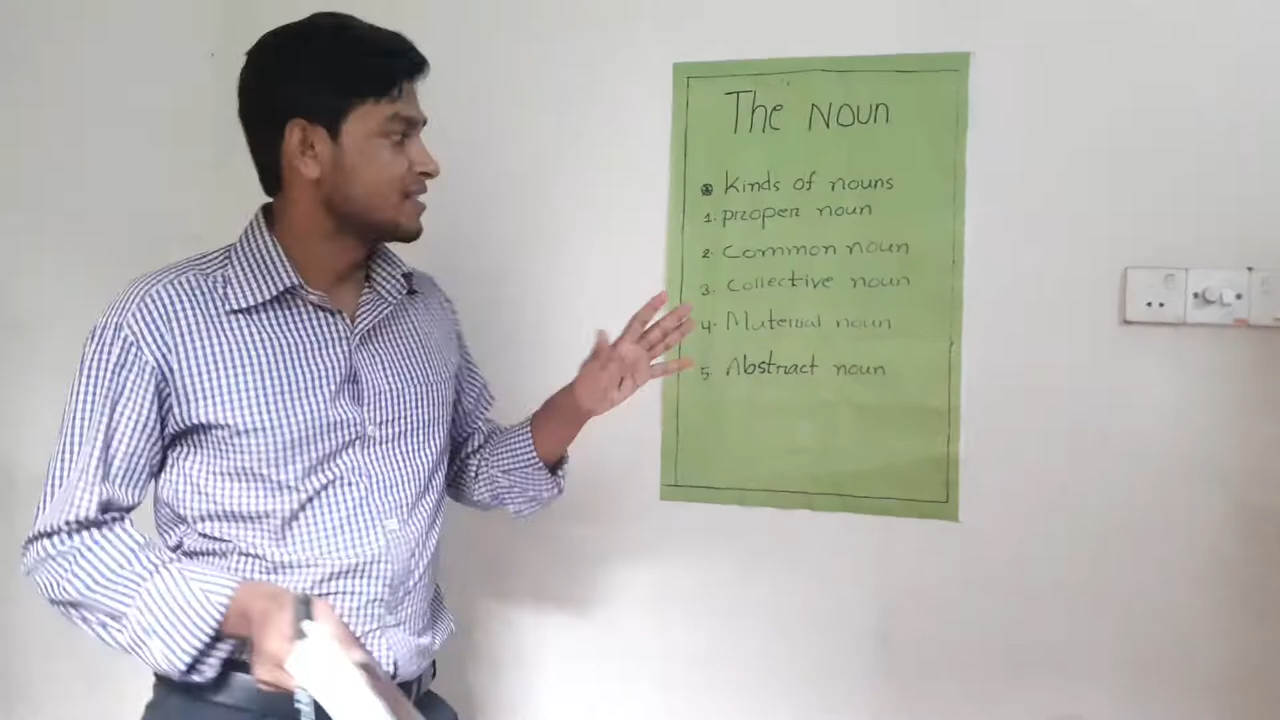 The Noun
Kinds of nouns
1. proper noun
2. Common noun
3. Collective noun
4. Material noun
5. Abstract noun